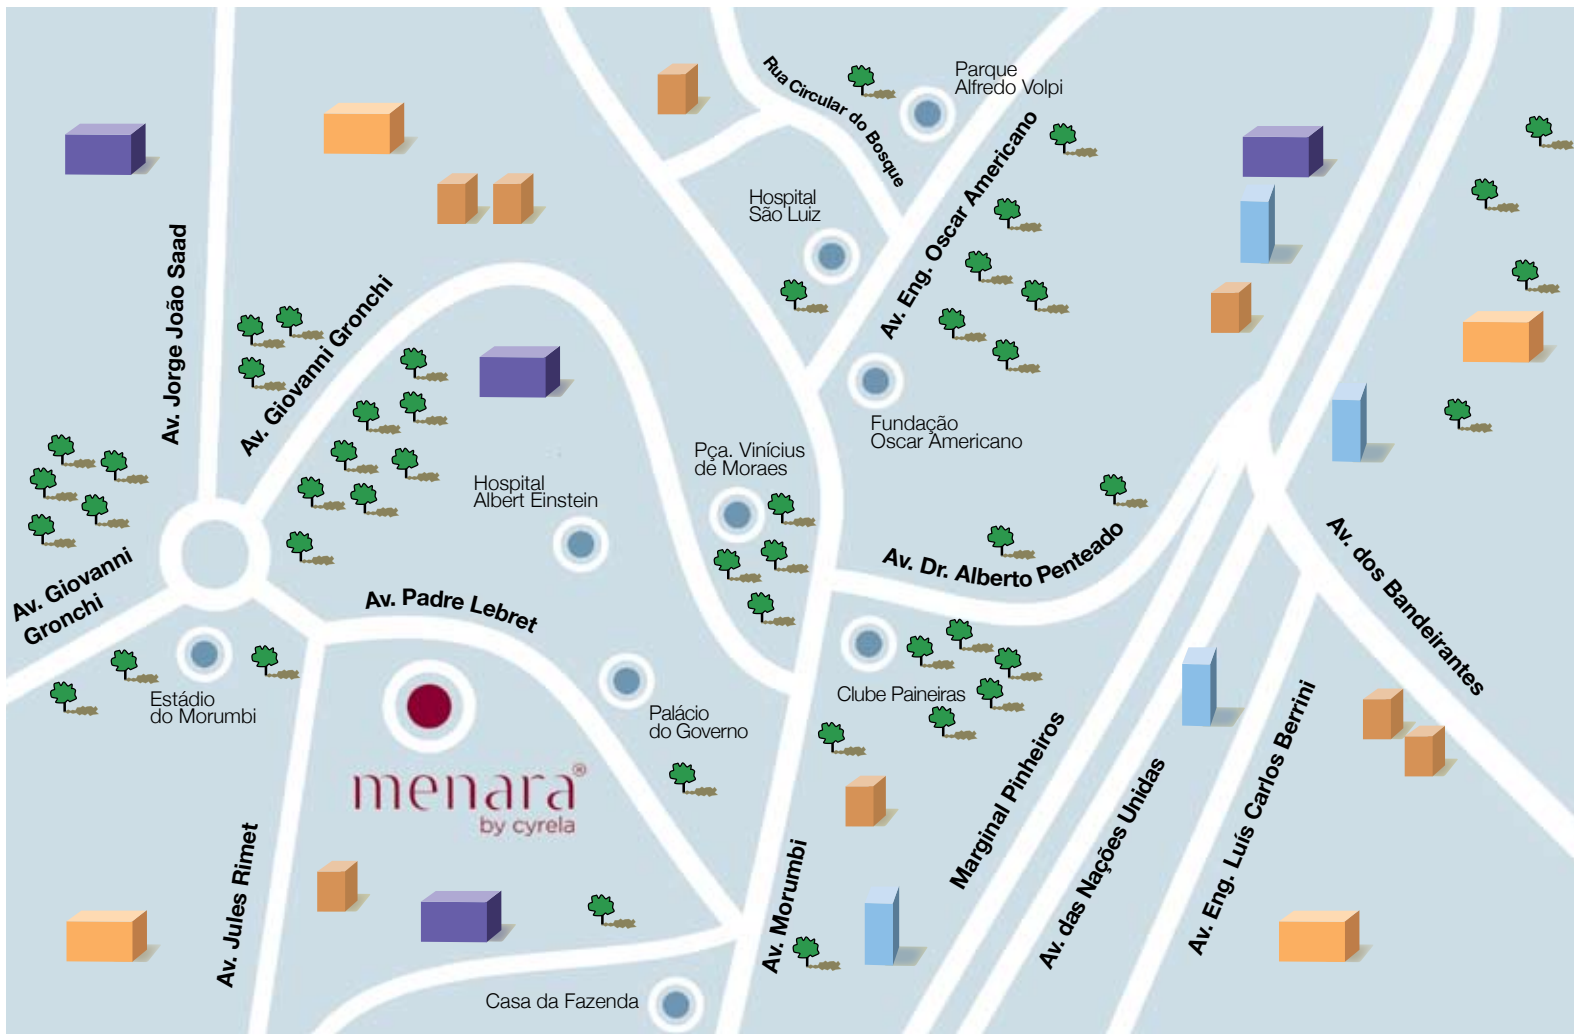 Parque
Alfredo Volpi
Rua Circular do Bosque
Av. Eng. Oscar Americano
Hospital
São Luiz
Av. Jorge João Saad
Av. Giovanni Gronchi
Fundação
Oscar Americano
Pça. Vinícius
de Moraes
Hospital
Albert Einstein
Av. Dr. Alberto Penteado
Av. dos Bandeirantes
Av. Giovanni
Gronchi
Av. Padre Lebret
Estádio
do Morumbi
Palácio
do Governo
Clube Paineiras
menara®
by cyrela
Marginal Pinheiros
Av. das Nações Unidas
Av. Eng. Luís Carlos Berrini
Av. Jules Rimet
Av. Morumbi
Casa da Fazenda